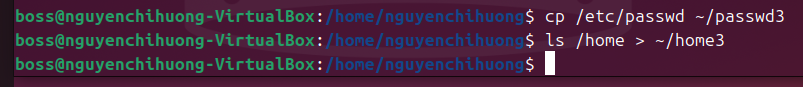 boss@nguyenchihuong-VirtualBox:/home/nguyenchihuong$ cp /etc/passwd ~/passwd3
boss@nguyenchihuong-VirtualBox:/home/nguyenchihuong$ ls /home > ~/home3
boss@nguyenchihuong-VirtualBox:/home/nguyenchihuong$